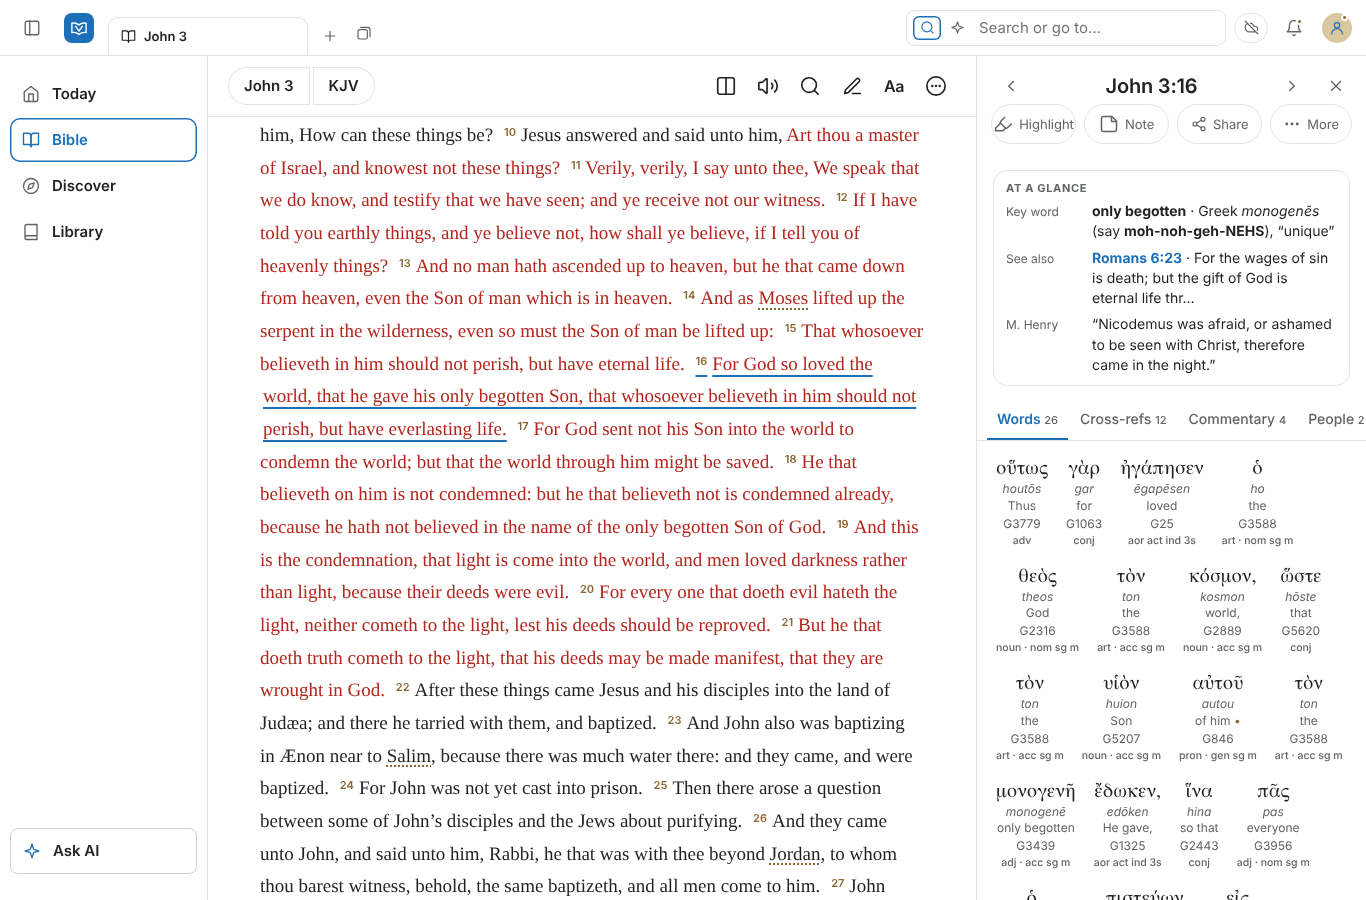 John 3
Search or go to...
Today
Bible
Discover
Library
Ask AI
John 3
KJV
Aa
him, How can these things be? 10 Jesus answered and said unto him, Art thou a master
of Israel, and knowest not these things? 11 Verily, verily, I say unto thee, We speak that
we do know, and testify that we have seen; and ye receive not our witness. 12 If I have
told you earthly things, and ye believe not, how shall ye believe, if I tell you of
heavenly things? 13 And no man hath ascended up to heaven, but he that came down
from heaven, even the Son of man which is in heaven. 14 And as Moses lifted up the
serpent in the wilderness, even so must the Son of man be lifted up: 15 That whosoever
believeth in him should not perish, but have eternal life. 16 For God so loved the
world, that he gave his only begotten Son, that whosoever believeth in him should not
perish, but have everlasting life. 17 For God sent not his Son into the world to
condemn the world; but that the world through him might be saved. 18 He that
believeth on him is not condemned: but he that believeth not is condemned already,
because he hath not believed in the name of the only begotten Son of God. 19 And this
is the condemnation, that light is come into the world, and men loved darkness rather
than light, because their deeds were evil. 20 For every one that doeth evil hateth the
light, neither cometh to the light, lest his deeds should be reproved. 21 But he that
doeth truth cometh to the light, that his deeds may be made manifest, that they are
wrought in God. 22 After these things came Jesus and his disciples into the land of
Judæa; and there he tarried with them, and baptized. 23 And John also was baptizing
in Ænon near to Salim, because there was much water there: and they came, and were
baptized. 24 For John was not yet cast into prison. 25 Then there arose a question
between some of John’s disciples and the Jews about purifying. 26 And they came
unto John, and said unto him, Rabbi, he that was with thee beyond Jordan, to whom
thou barest witness, behold, the same baptizeth, and all men come to him. 27 John
John 3:16
Highlight
Note
Share
More
AT A GLANCE
Key word only begotten · Greek monogenēs
(say moh-noh-geh-NEHS), “unique”
See also Romans 6:23 · For the wages of sin
is death; but the gift of God is
eternal life thr...
M. Henry “Nicodemus was afraid, or ashamed
to be seen with Christ, therefore
came in the night.”
Words 26 Cross-refs 12 Commentary 4 People 2
οὕτως γὰρ ἠγάπησεν ὁ
houtōs gar ēgapēsen ho
Thus for loved the
G3779 G1063 G25 G3588
adv conj aor act ind 3s art · nom sg m
θεὸς τὸν κόσμον, ὥστε
theos ton kosmon hōste
God the world, that
G2316 G3588 G2889 G5620
noun · nom sg m art · acc sg m noun · acc sg m conj
τὸν υἱὸν αὐτοῦ τὸν
ton huion autou ton
the Son of him • the
G3588 G5207 G846 G3588
art · acc sg m noun · acc sg m pron · gen sg m art · acc sg m
μονογενῆ ἔδωκεν, ἵνα πᾶς
monogenē edōken hina pas
only begotten He gave, so that everyone
G3439 G1325 G2443 G3956
adj · acc sg m aor act ind 3s conj adj · nom sg m
ὁ πιστεύων εἰς